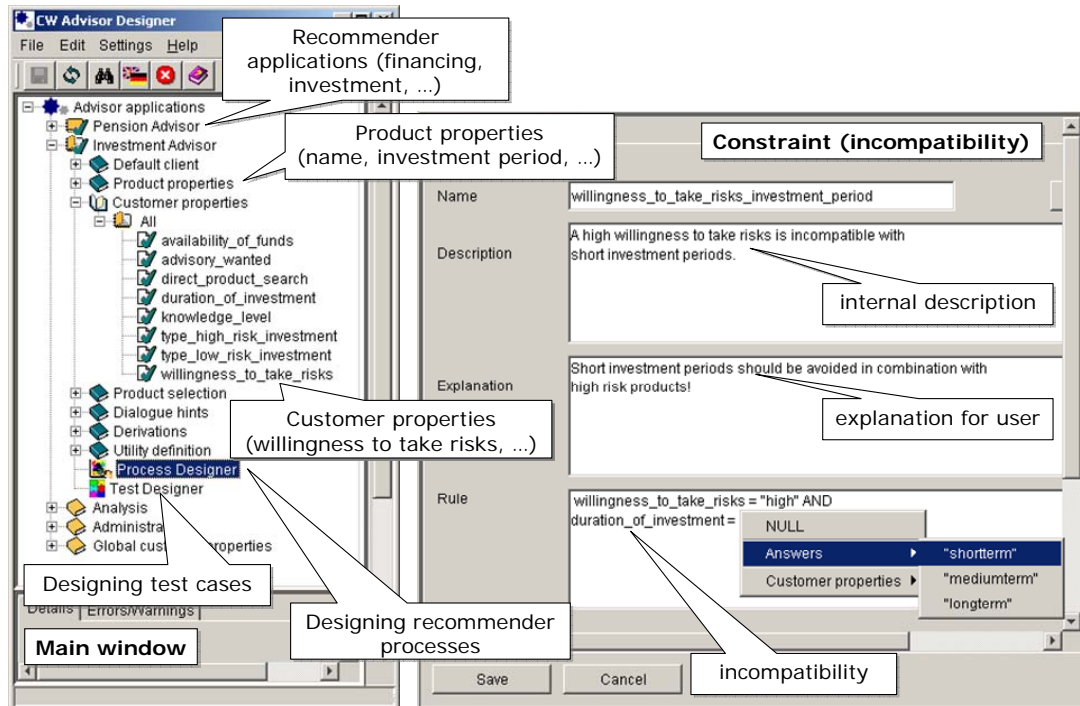 CW Advisor Designer
File Edit Settings Help
Recommender
applications (financing,
investment, ...)
Advisor applications
Pension Advisor
Investment Advisor
Default client
Product properties
Customer properties
All
availability_of_funds
advisory_wanted
direct_product_search
duration_of_investment
knowledge_level
type_high_risk_investment
type_low_risk_investment
willingness_to_take_risks
Product selection
Dialogue hints
Derivations
Utility definition
Process Designer
Test Designer
Analysis
Administra
Global cus properties
Product properties
(name, investment period, ...)
Customer properties
(willingness to take risks, ...)
Designing test cases
Details Errors/Warnings
Main window
Designing recommender
processes
Constraint (incompatibility)
Name
willingness_to_take_risks_investment_period
Description
A high willingness to take risks is incompatible with
short investment periods.
internal description
Explanation
Short investment periods should be avoided in combination with
high risk products!
explanation for user
Rule
willingness_to_take_risks = "high" AND
duration_of_investment =
NULL
Answers
Customer properties
"shortterm"
"mediumterm"
"longterm"
incompatibility
Save
Cancel